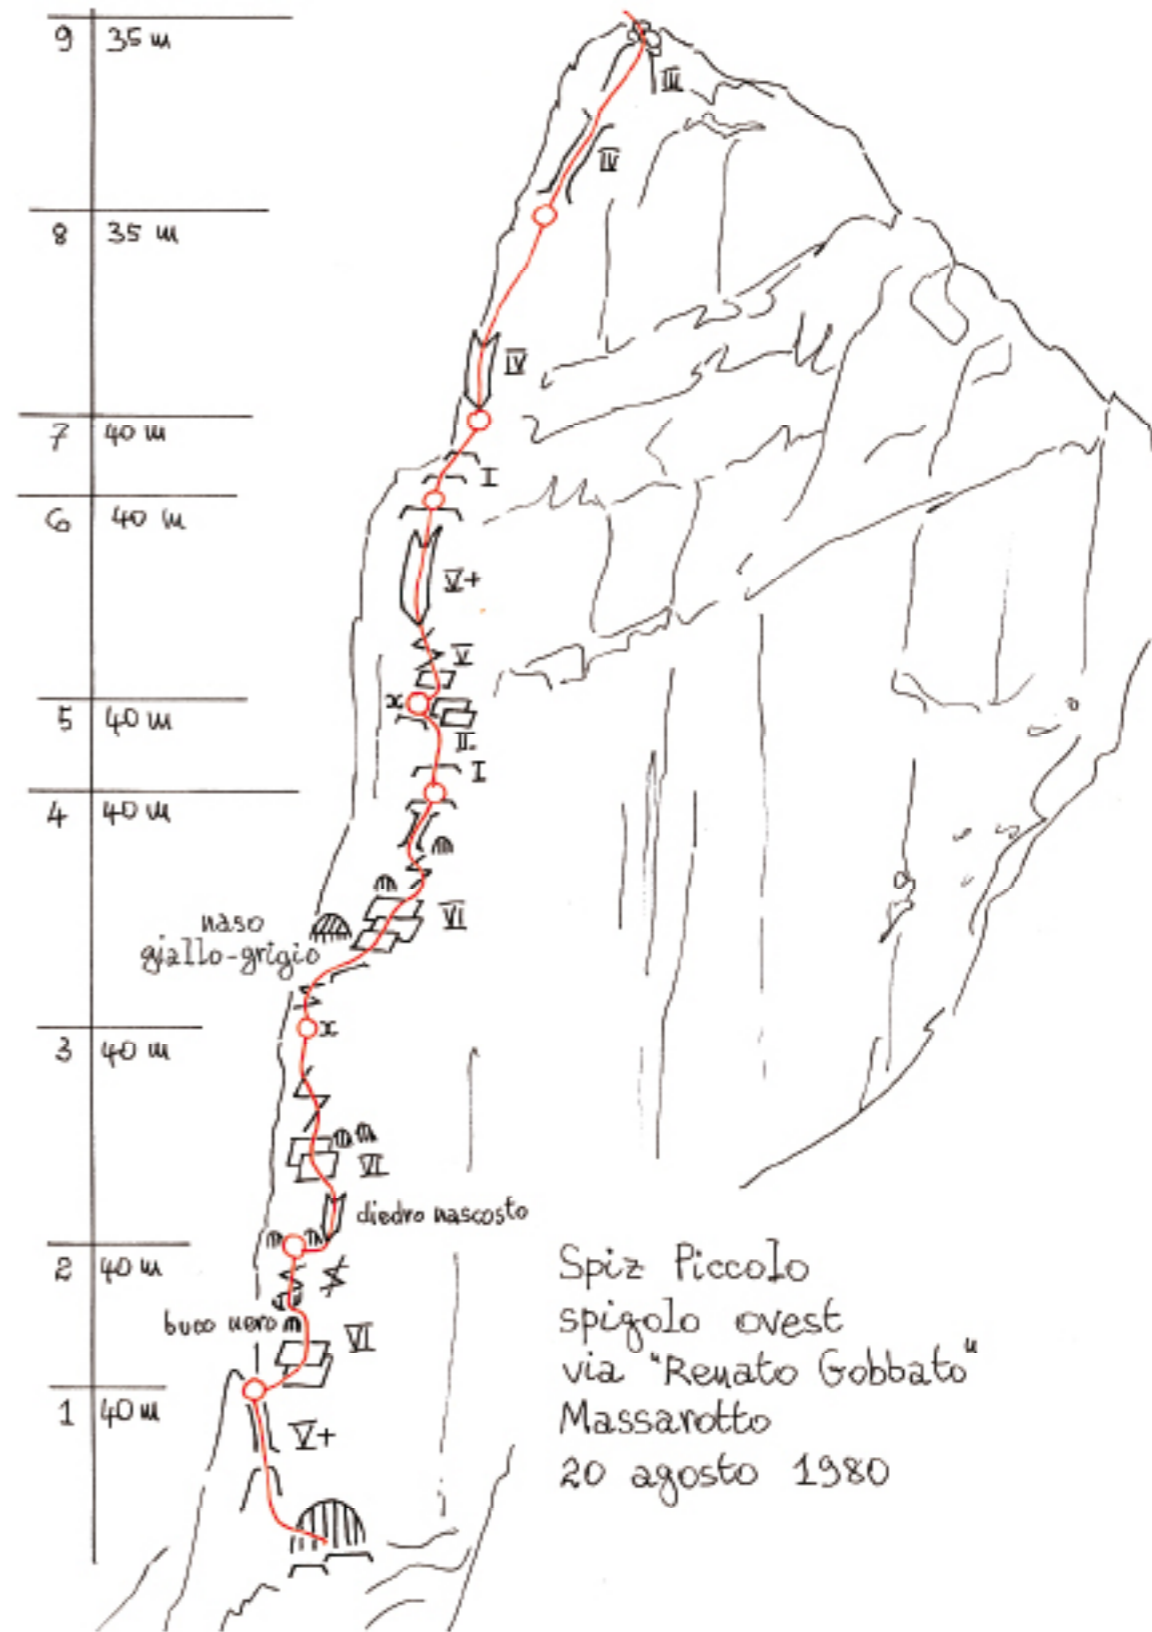 9 35 m
III
IV
8 35 m
IV
7 40 m
I
6 40 m
V+
V
x
5 40 m
II
I
4 40 m
VI
naso
giallo-grigio
x
3 40 m
VI
diedro nascosto
2 40 m
buco nero
VI
1 40 m
V+
Spiz Piccolo
spigolo ovest
via "Renato Gobbato"
Massarotto
20 agosto 1980